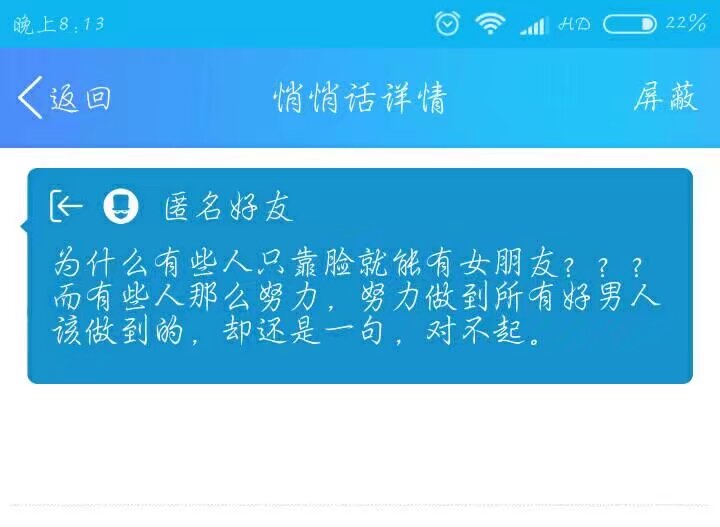 晚上8:13
HD
22%
返回
悄悄话详情
屏蔽
匿名好友
为什么有些人只靠脸就能有女朋友？？？
而有些人那么努力，努力做到所有好男人
该做到的，却还是一句，对不起。